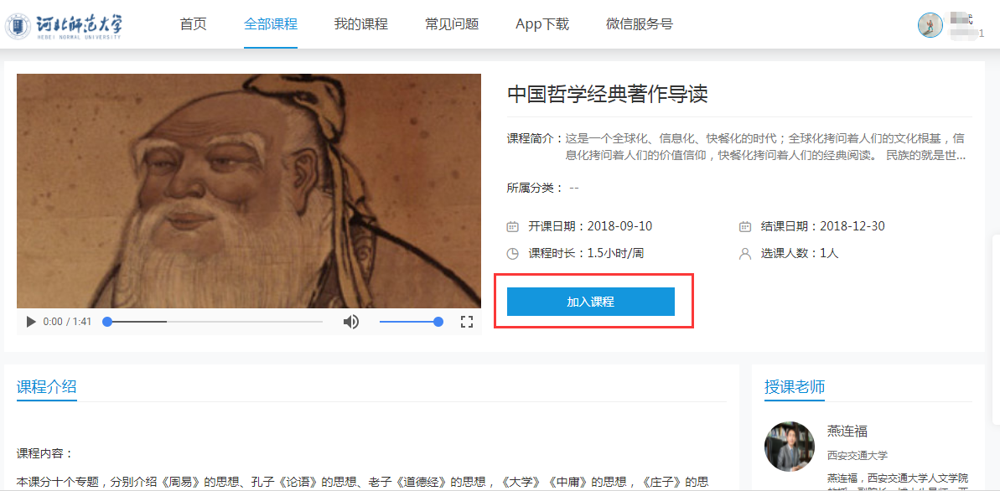 河北师范大学
HEBEI NORMAL UNIVERSITY
首页 全部课程 我的课程 常见问题 App下载 微信服务号
1
中国哲学经典著作导读
课程简介：这是一个全球化、信息化、快餐化的时代；全球化拷问着人们的文化根基，信
息化拷问着人们的价值信仰，快餐化拷问着人们的经典阅读。 民族的就是世...
所属分类： --
开课日期：2018-09-10 结课日期：2018-12-30
课程时长：1.5小时/周 选课人数：1人
加入课程
0:00 / 1:41
课程介绍
课程内容：
本课分十个专题，分别介绍《周易》的思想、孔子《论语》的思想、老子《道德经》的思想，《大学》《中庸》的思想，《庄子》的思
授课老师
燕连福
西安交通大学
燕连福，西安交通大学人文学院